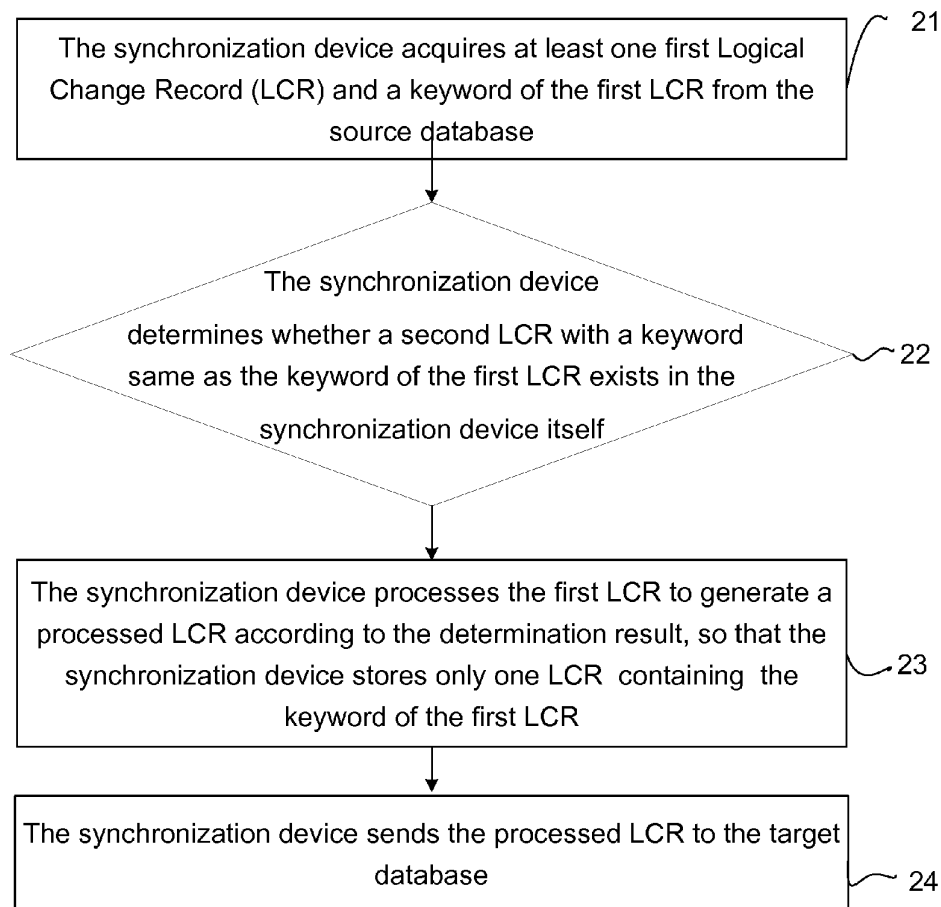 21
The synchronization device acquires at least one first Logical
Change Record (LCR) and a keyword of the first LCR from the
source database
The synchronization device
determines whether a second LCR with a keyword
same as the keyword of the first LCR exists in the
synchronization device itself
22
The synchronization device processes the first LCR to generate a
processed LCR according to the determination result, so that the
synchronization device stores only one LCR containing the
keyword of the first LCR
23
The synchronization device sends the processed LCR to the target
database
24